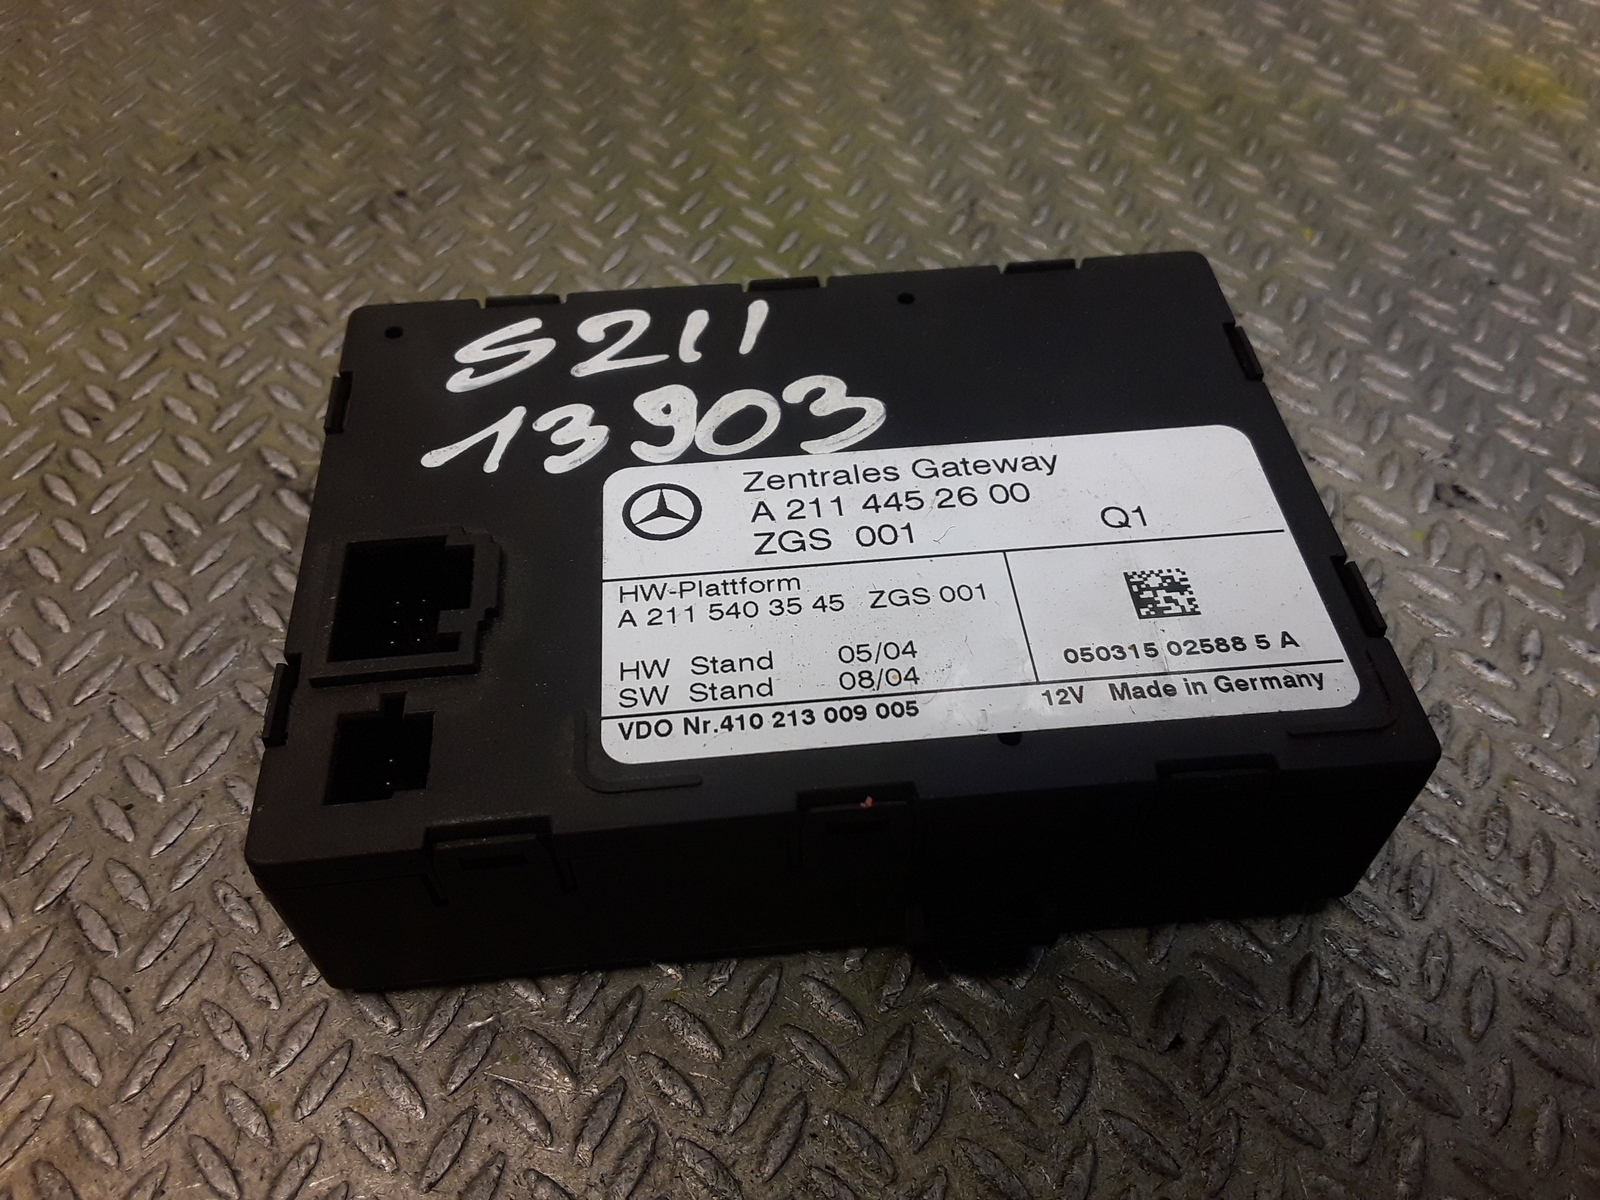 S211
13903
Zentrales Gateway
A 211 445 26 00
ZGS 001
Q1
HW-Plattform
A 211 540 35 45 ZGS 001
HW Stand 05/04
SW Stand 08/04
050315 02588 5 A
VDO Nr.410 213 009 005
12V Made in Germany